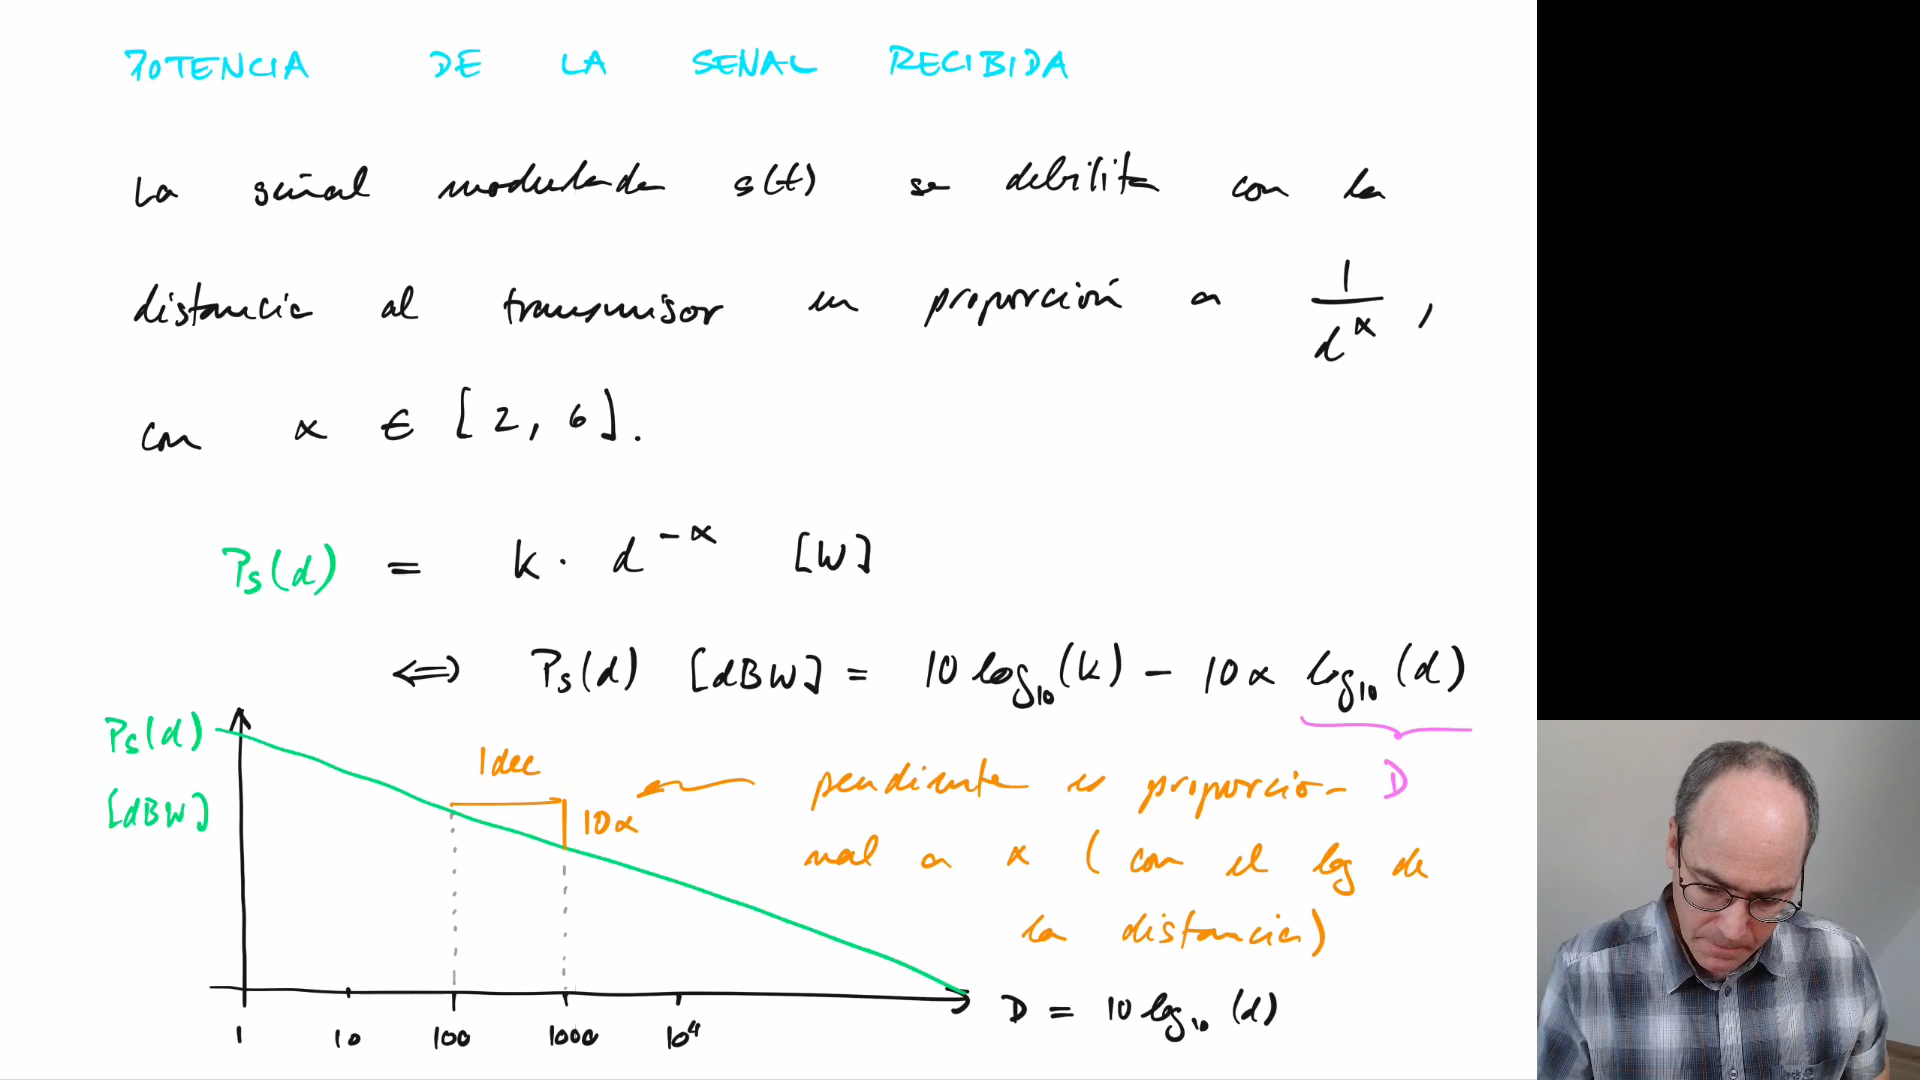 POTENCIA DE LA SEÑAL RECIBIDA
La señal modulada s(t) se debilita con la
distancia al transmisor en proporción a 1/d^α,
con α ∈ [2, 6].
Ps(d) = k · d^-α [W]
⟺ Ps(d) [dBW] = 10 log10(k) - 10α log10(d)
Ps(d)
[dBW]
1dec
10α
pendiente es proporcio-
nal a α (con el log de
la distancia)
D
1 10 100 1000 10^4
D = 10 log10 (d)